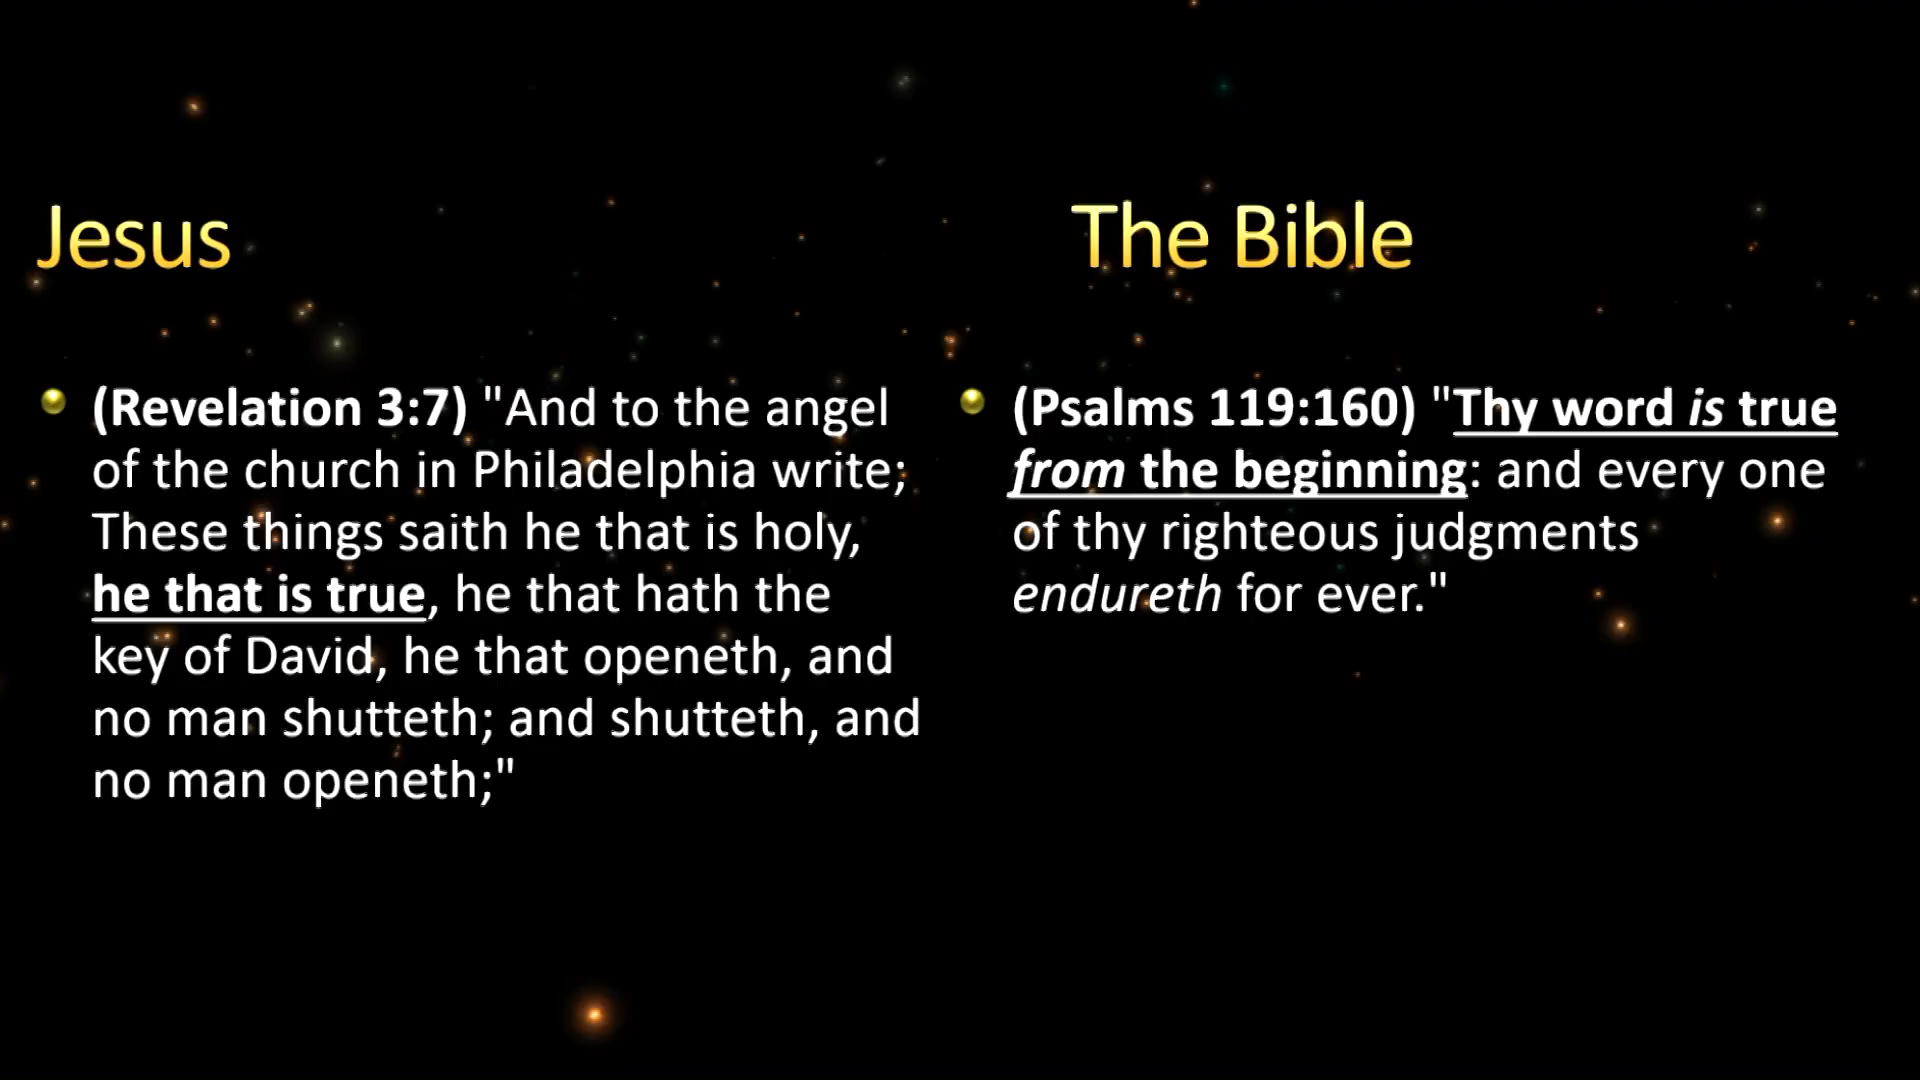 Jesus
(Revelation 3:7) "And to the angel
of the church in Philadelphia write;
These things saith he that is holy,
he that is true, he that hath the
key of David, he that openeth, and
no man shutteth; and shutteth, and
no man openeth;"
The Bible
(Psalms 119:160) "Thy word is true
from the beginning: and every one
of thy righteous judgments
endureth for ever."